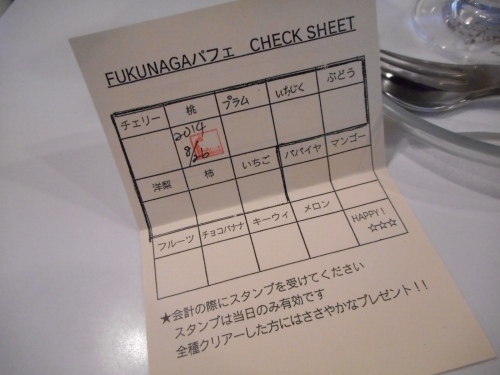 FUKUNAGAパフェ CHECK SHEET
チェリー 桃 プラム いちじく ぶどう
2014
8/26
洋梨 柿 いちご パパイヤ マンゴー
フルーツ チョコバナナ キーウィ メロン HAPPY!
☆☆☆
★会計の際にスタンプを受けてください
スタンプは当日のみ有効です
全種クリアーした方にはささやかなプレゼント!!